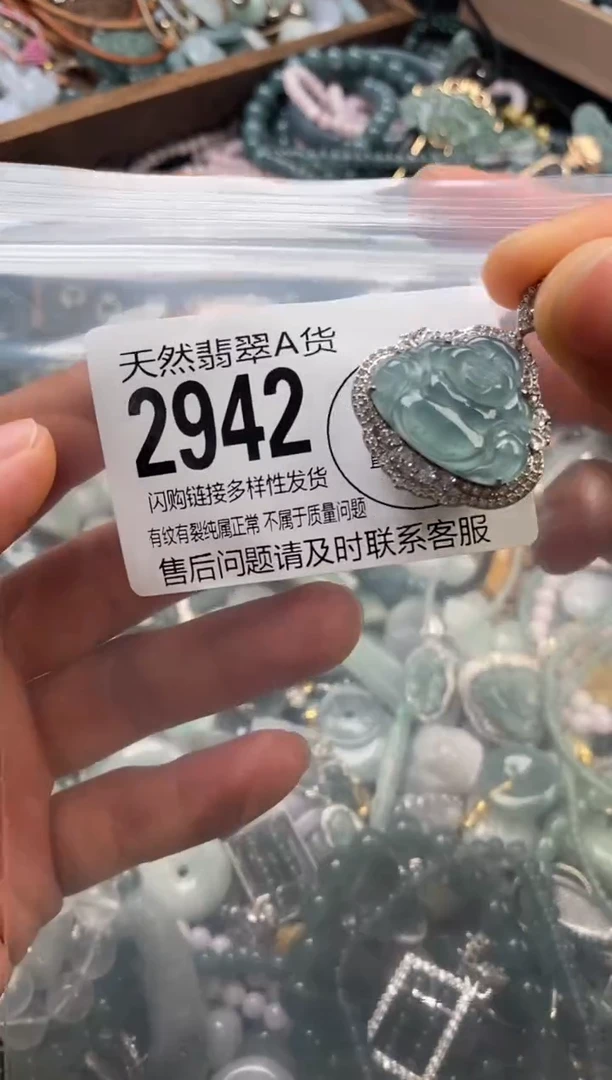 天然翡翠A货
2942
闪购链接多样性发货
有纹有裂纯属正常 不属于质量问题
售后问题请及时联系客服